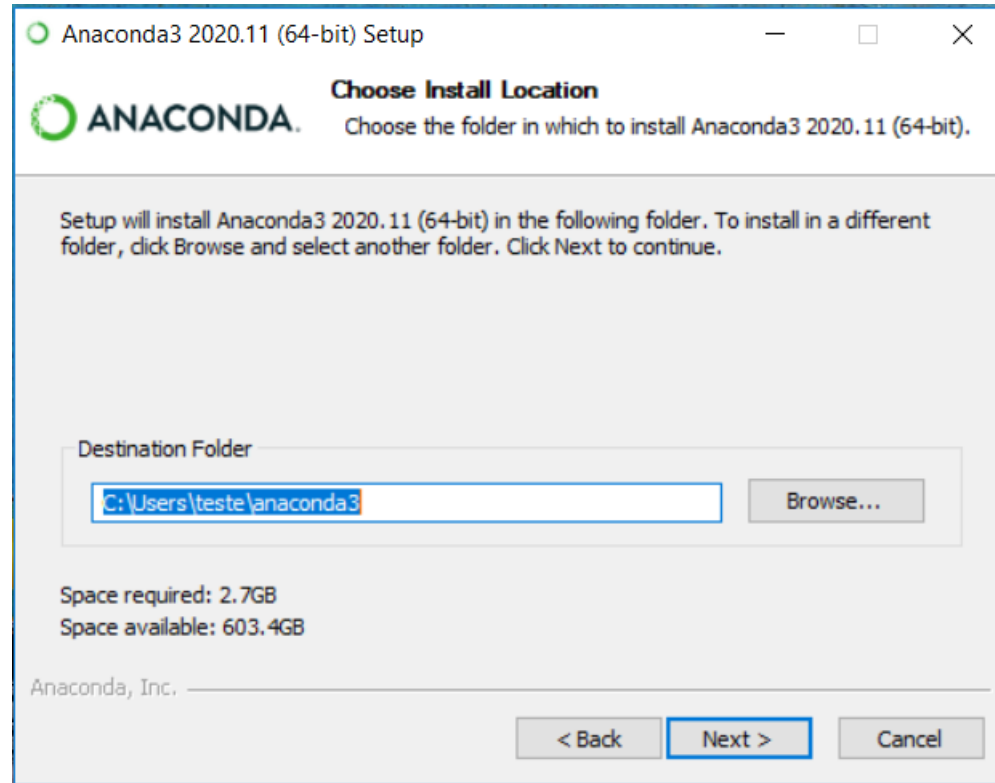 Anaconda3 2020.11 (64-bit) Setup
ANACONDA.
Choose Install Location
Choose the folder in which to install Anaconda3 2020.11 (64-bit).
Setup will install Anaconda3 2020.11 (64-bit) in the following folder. To install in a different
folder, click Browse and select another folder. Click Next to continue.
Destination Folder
C:\Users\teste\anaconda3
Browse...
Space required: 2.7GB
Space available: 603.4GB
Anaconda, Inc.
< Back
Next >
Cancel